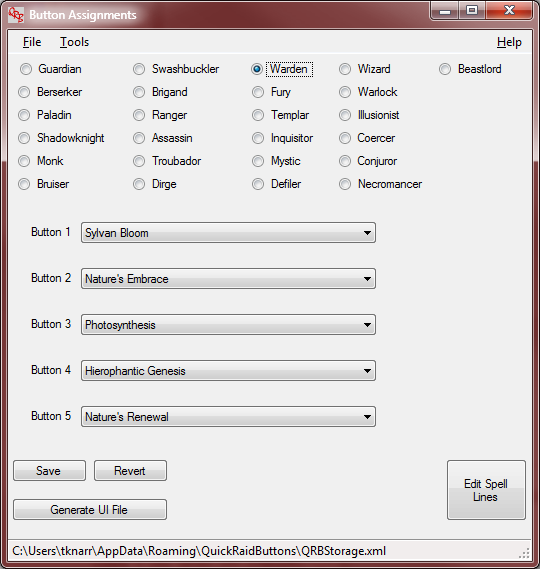 Button Assignments
File Tools Help
Guardian Swashbuckler Warden Wizard Beastlord
Berserker Brigand Fury Warlock
Paladin Ranger Templar Illusionist
Shadowknight Assassin Inquisitor Coercer
Monk Troubador Mystic Conjuror
Bruiser Dirge Defiler Necromancer
Button 1 Sylvan Bloom
Button 2 Nature's Embrace
Button 3 Photosynthesis
Button 4 Hierophantic Genesis
Button 5 Nature's Renewal
Save Revert
Edit Spell
Lines
Generate UI File
C:\Users\tknarr\AppData\Roaming\QuickRaidButtons\QRBStorage.xml